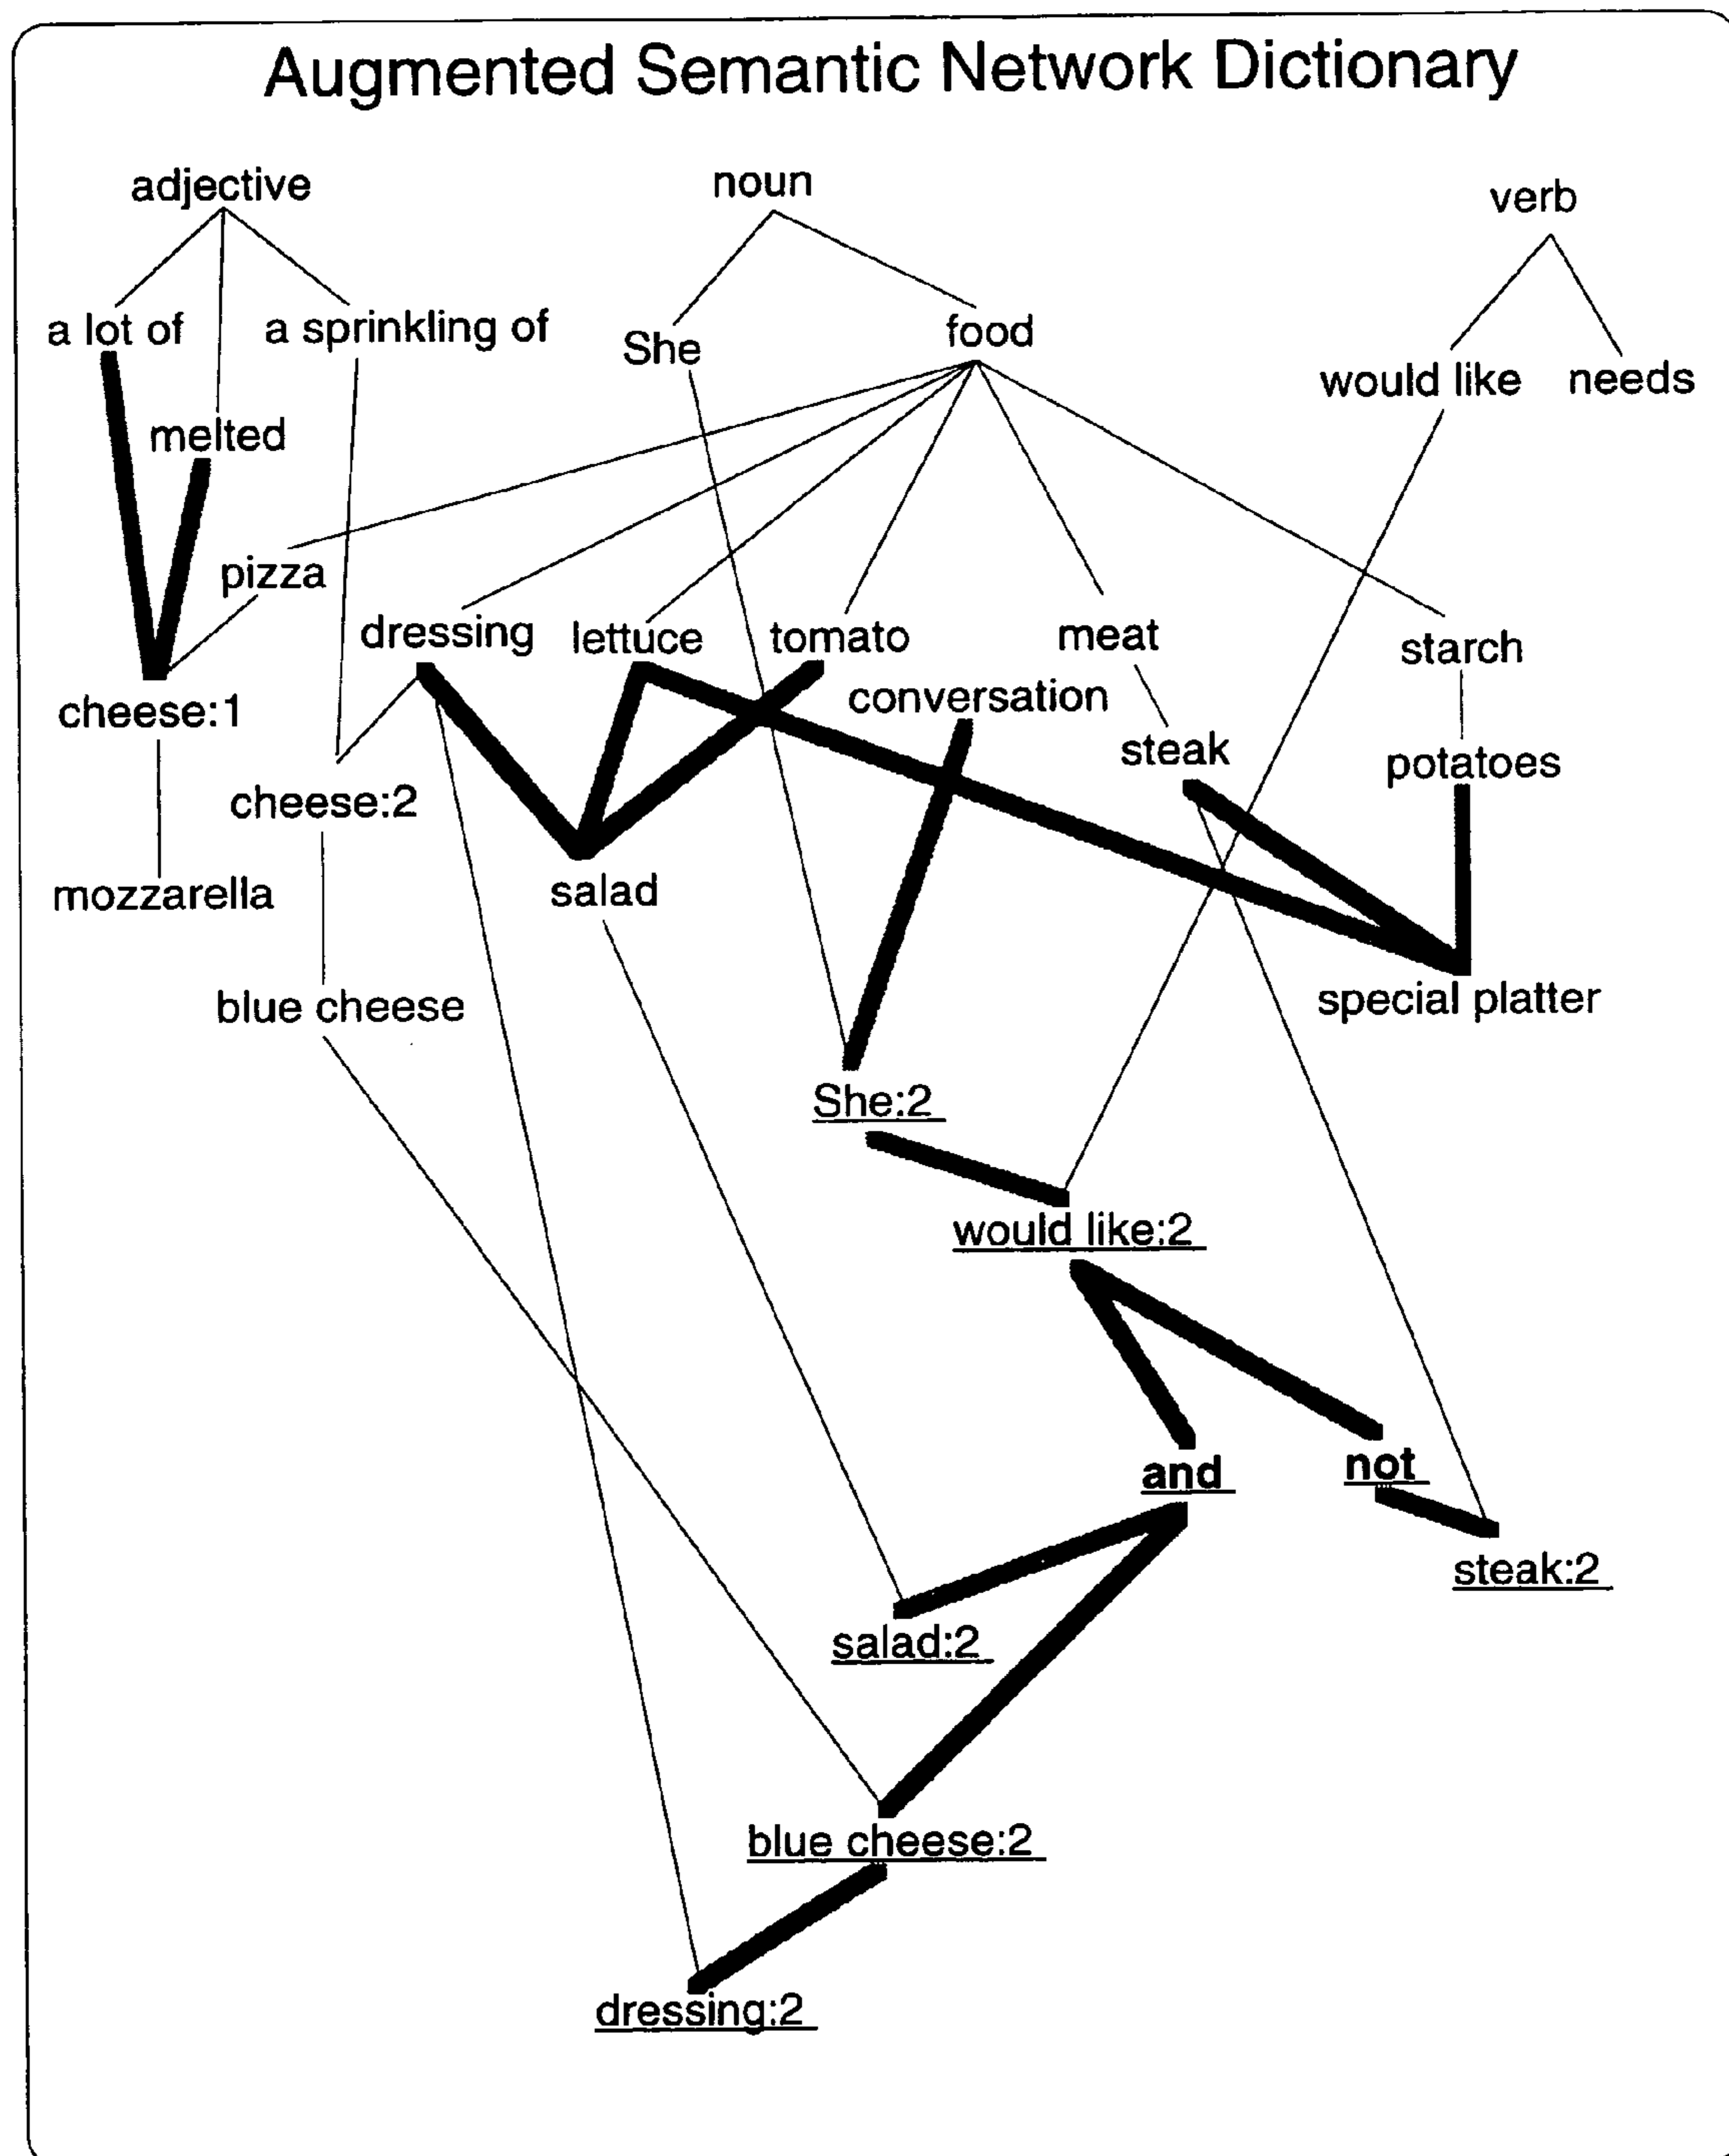 Augmented Semantic Network Dictionary
adjective
noun
verb
a lot of
a sprinkling of
She
food
would like
needs
melted
pizza
dressing
lettuce
tomato
meat
starch
conversation
cheese:1
steak
potatoes
cheese:2
mozzarella
salad
blue cheese
special platter
She:2
would like:2
and
not
steak:2
salad:2
blue cheese:2
dressing:2